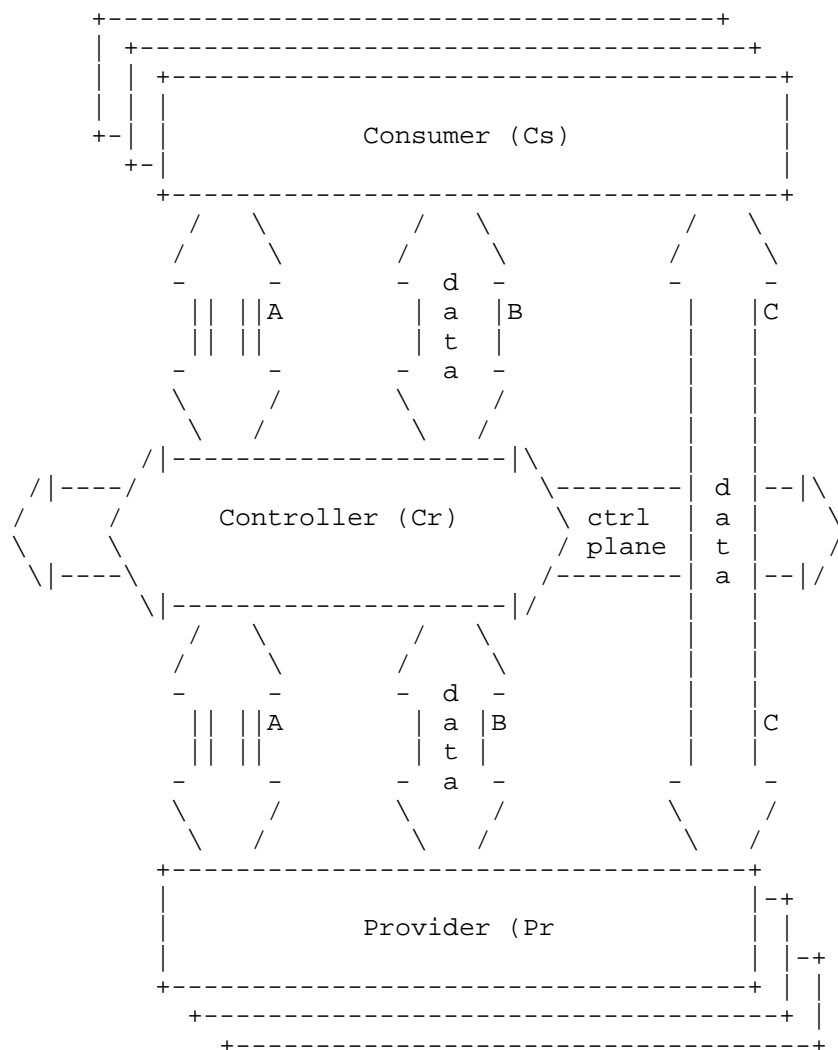 Consumer (Cs)
d
a
t
a
A
B
C
Controller (Cr)
ctrl
plane
d
a
t
a
d
a
t
a
A
B
C
Provider (Pr